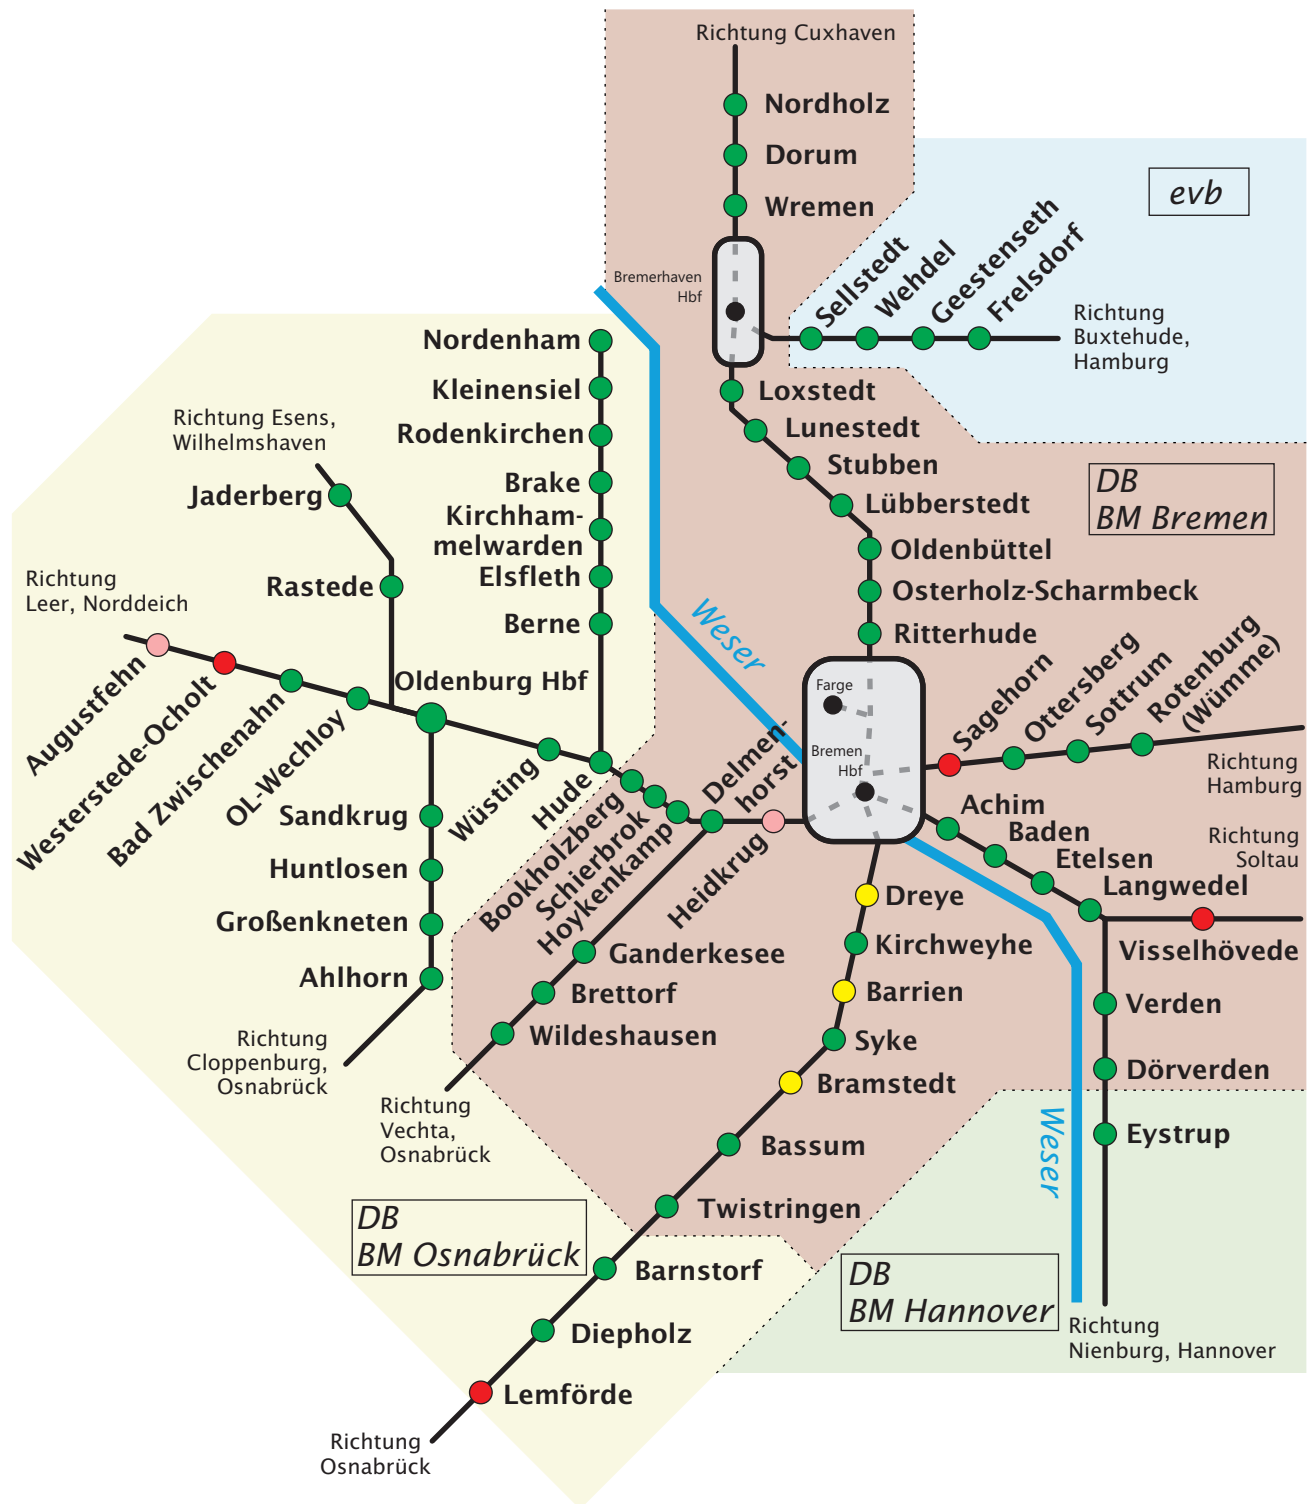 Richtung Cuxhaven
Nordholz
Dorum
Wremen
evb
Bremerhaven
Hbf
Sellstedt
Wehdel
Geestenseth
Frelsdorf
Richtung
Buxtehude,
Hamburg
Nordenham
Kleinensiel
Rodenkirchen
Brake
Kirchham-
melwarden
Elsfleth
Berne
Richtung Esens,
Wilhelmshaven
Jaderberg
Rastede
Richtung
Leer, Norddeich
Loxstedt
Lunestedt
Stubben
Lübberstedt
Oldenbüttel
Osterholz-Scharmbeck
Ritterhude
DB
BM Bremen
Weser
Augustfehn
Westerstede-Ocholt
Bad Zwischenahn
OL-Wechloy
Oldenburg Hbf
Wüsting
Hude
Bookholzberg
Schierbrok
Hoykenkamp
Delmen-
horst
Heidkrug
Farge
Bremen
Hbf
Sagehorn
Ottersberg
Sottrum
Rotenburg
(Wümme)
Richtung
Hamburg
Sandkrug
Huntlosen
Großenkneten
Ahlhorn
Richtung
Cloppenburg,
Osnabrück
Ganderkesee
Brettorf
Wildeshausen
Richtung
Vechta,
Osnabrück
Achim
Baden
Etelsen
Langwedel
Richtung
Soltau
Visselhövede
Verden
Dörverden
Eystrup
Weser
Richtung
Nienburg, Hannover
Dreye
Kirchweyhe
Barrien
Syke
Bramstedt
Bassum
Twistringen
Barnstorf
Diepholz
Lemförde
Richtung
Osnabrück
DB
BM Osnabrück
DB
BM Hannover